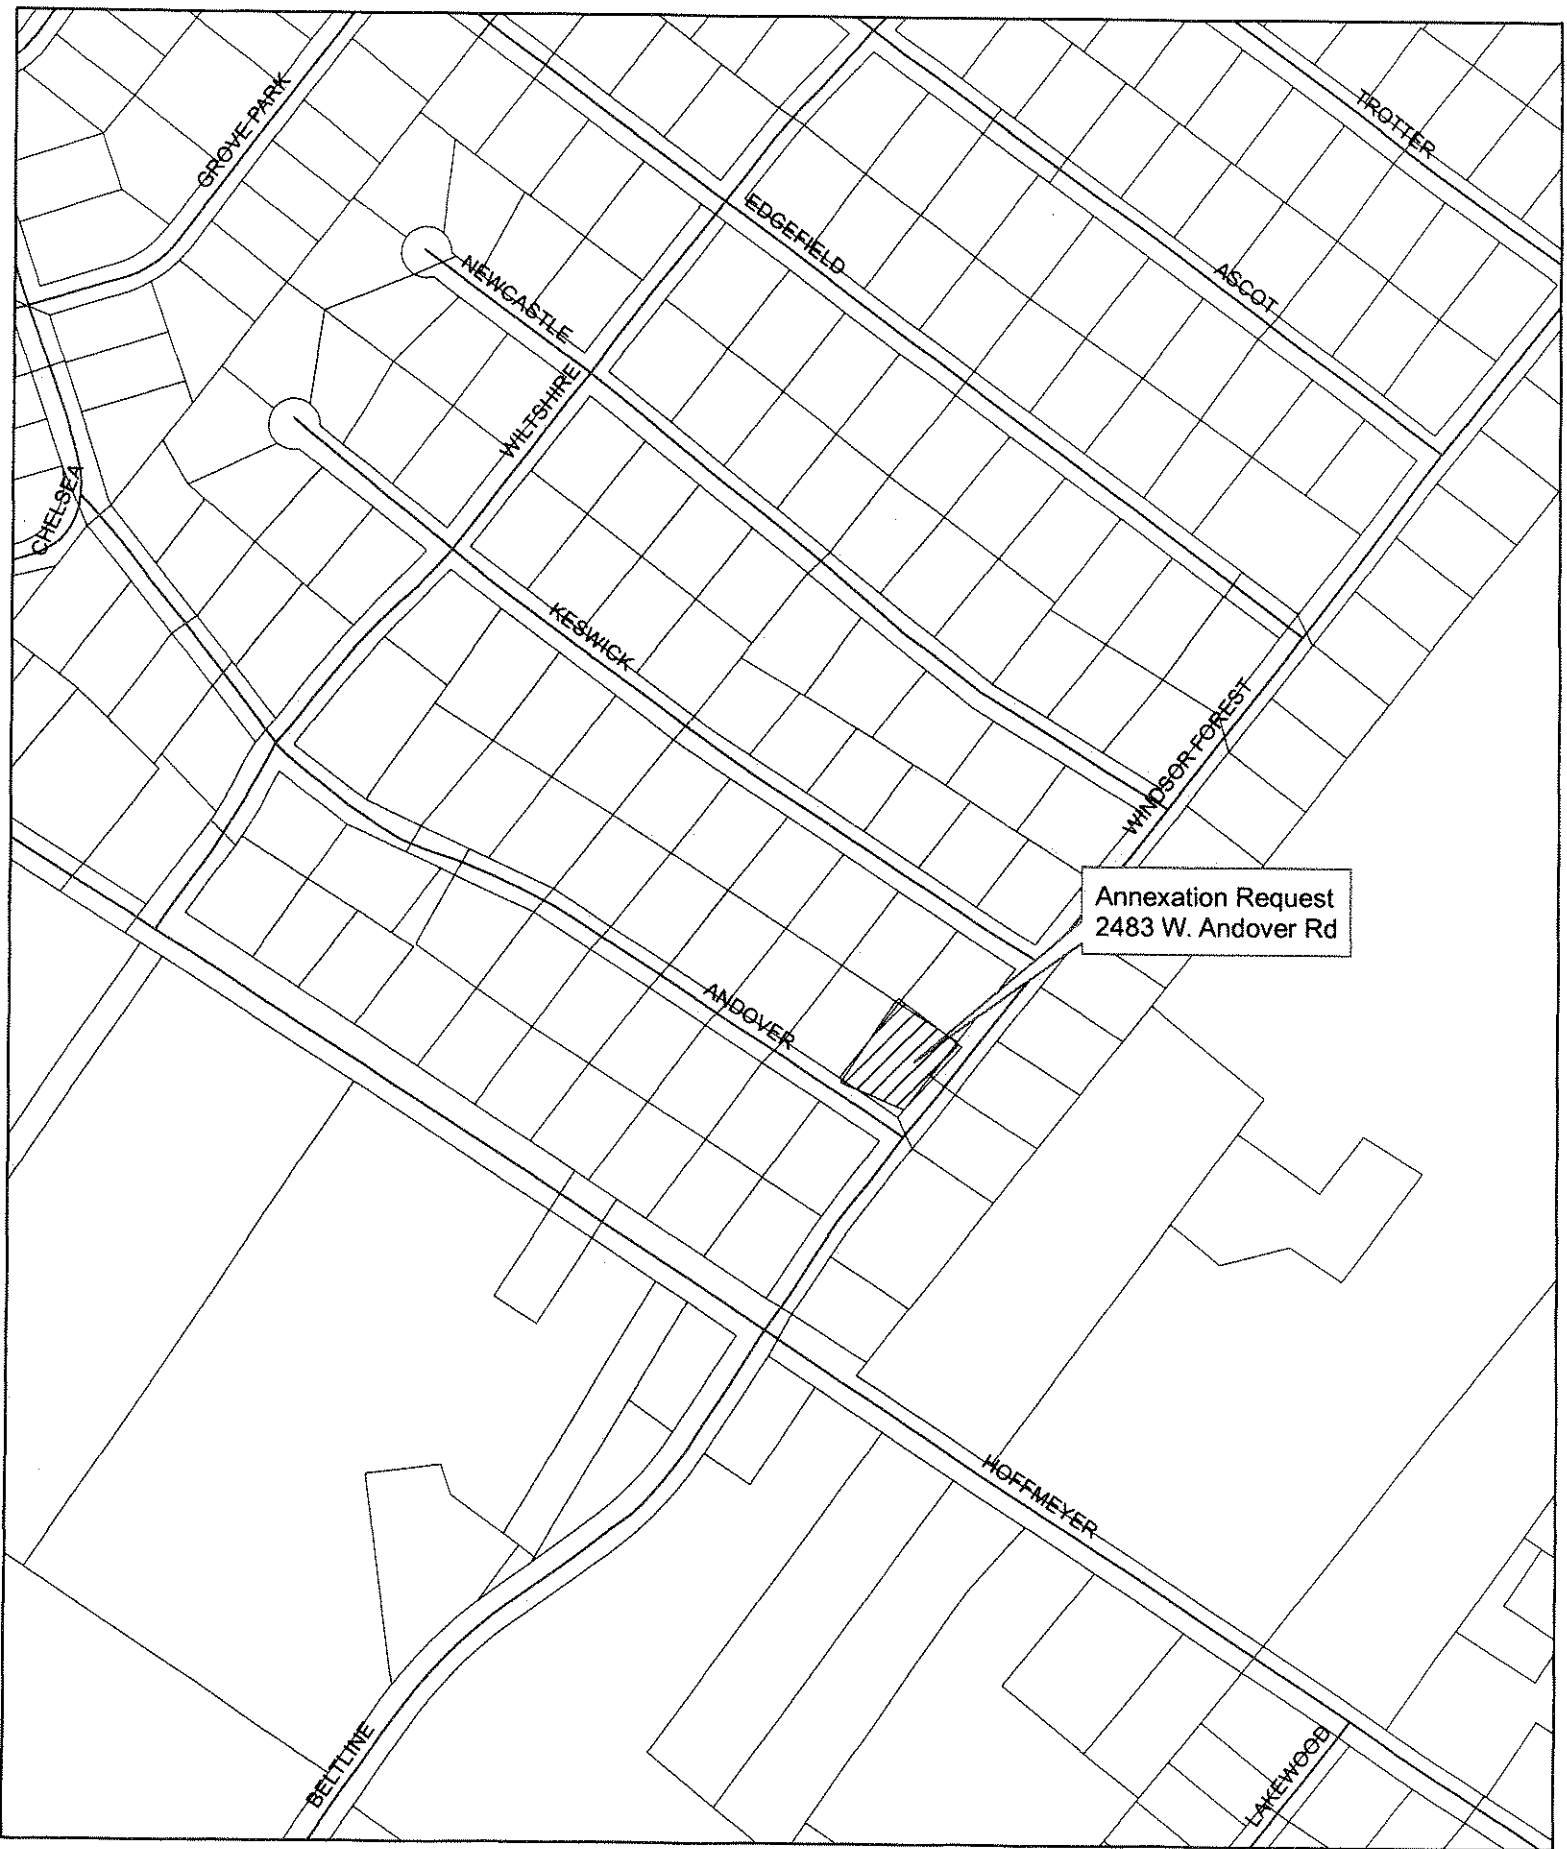 TROTTER
GROVE PARK
EDGEFIELD
ASCOT
NEWCASTLE
WILTSHIRE
CHELSEA
KESWICK
WINDSOR FOREST
Annexation Request
2483 W. Andover Rd
ANDOVER
HOFFMEYER
BELTLINE
LAKEWOOD